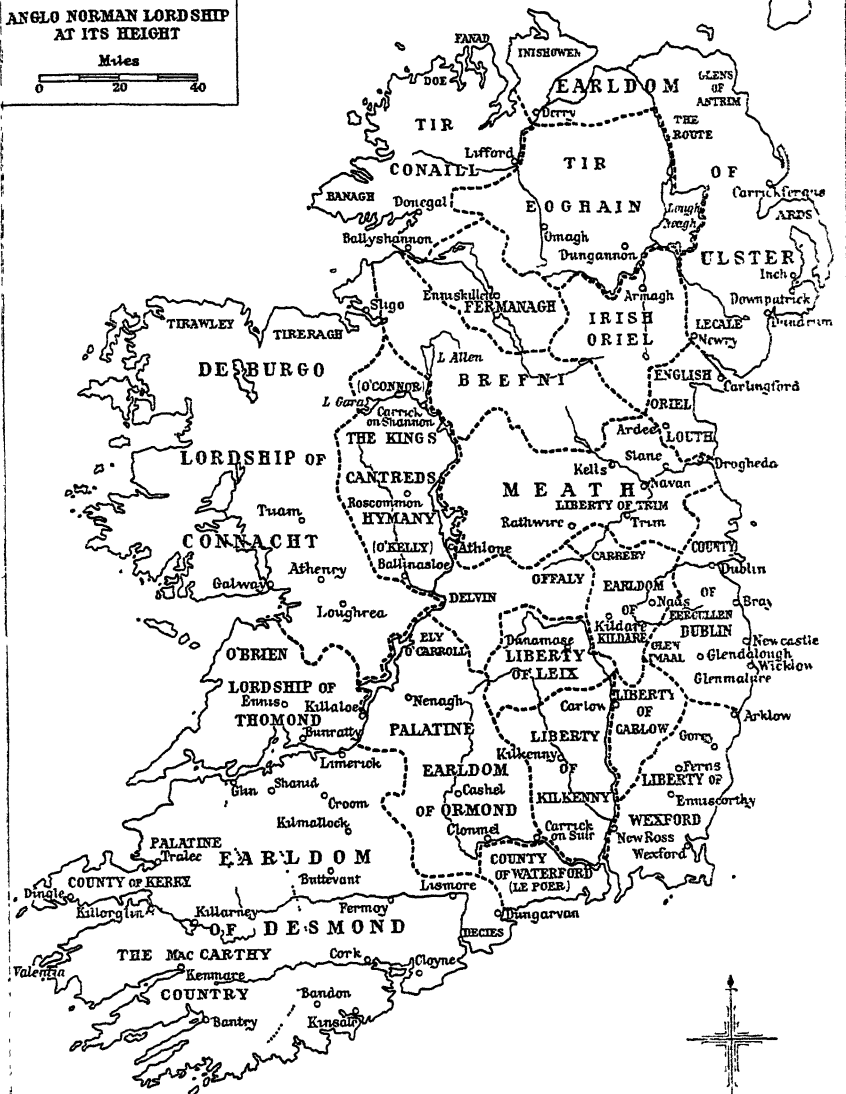 ANGLO NORMAN LORDSHIP
AT ITS HEIGHT
Miles
0 20 40
FANAD
INISHOWEN
DOE
EARLDOM
GLENS
OF
ANTRIM
Derry
THE
ROUTE
TIR
CONAILL
Lifford
TIR
EOGHAIN
OF
Carrickfergus
ARDS
BANAGH
Donegal
Lough
Neagh
Ballyshannon
Omagh
Dungannon
ULSTER
Inch
Downpatrick
Dundrum
Enniskillen
FERMANAGH
Armagh
IRISH
ORIEL
LECALE
Newry
Sligo
TIRAWLEY
TIRERAGH
DE BURGO
L Allen
(O'CONNOR)
BREFNI
ENGLISH
ORIEL
Carlingford
L Gara
Carrick
on Shannon
THE KINGS
CANTREDS
Ardee
LOUTH
Slane
Drogheda
Kells
Navan
LORDSHIP OF
MEATH
LIBERTY OF TRIM
Roscommon
HYMANY
Rathwire
Trim
Tuam
CONNACHT
(O'KELLY)
Athlone
CARBERY
COUNTY
Ballinasloe
Athenry
Galway
OFFALY
EARLDOM
OF
KILDARE
Dublin
OF
DUBLIN
Loughrea
DELVIN
Naas
Bray
Kildare
ELY
O'CARROLL
Dunamase
LIBERTY
OF LEIX
Newcastle
Glendalough
Wicklow
Glenmalure
O'BRIEN
LORDSHIP OF
THOMOND
Ennis
Killaloe
Bunratty
Nenagh
Carlow
LIBERTY
OF
CARLOW
Arklow
PALATINE
EARLDOM
OF ORMOND
LIBERTY
OF
KILKENNY
Kilkenny
Gorey
Ferns
LIBERTY OF
WEXFORD
Enniscorthy
Limerick
Glin
Shanid
Croom
Cashel
Kilmallock
Clonmel
Carrick
on Suir
New Ross
Wexford
PALATINE
Tralee
EARLDOM
COUNTY
OF WATERFORD
(LE POER)
COUNTY OF KERRY
Dingle
Buttevant
Lismore
Killorglin
Killarney
Fermoy
Dungarvan
OF DESMOND
DECIES
THE MAC CARTHY
COUNTRY
Valentia
Kenmare
Cork
Cloyne
Bandon
Bantry
Kinsale